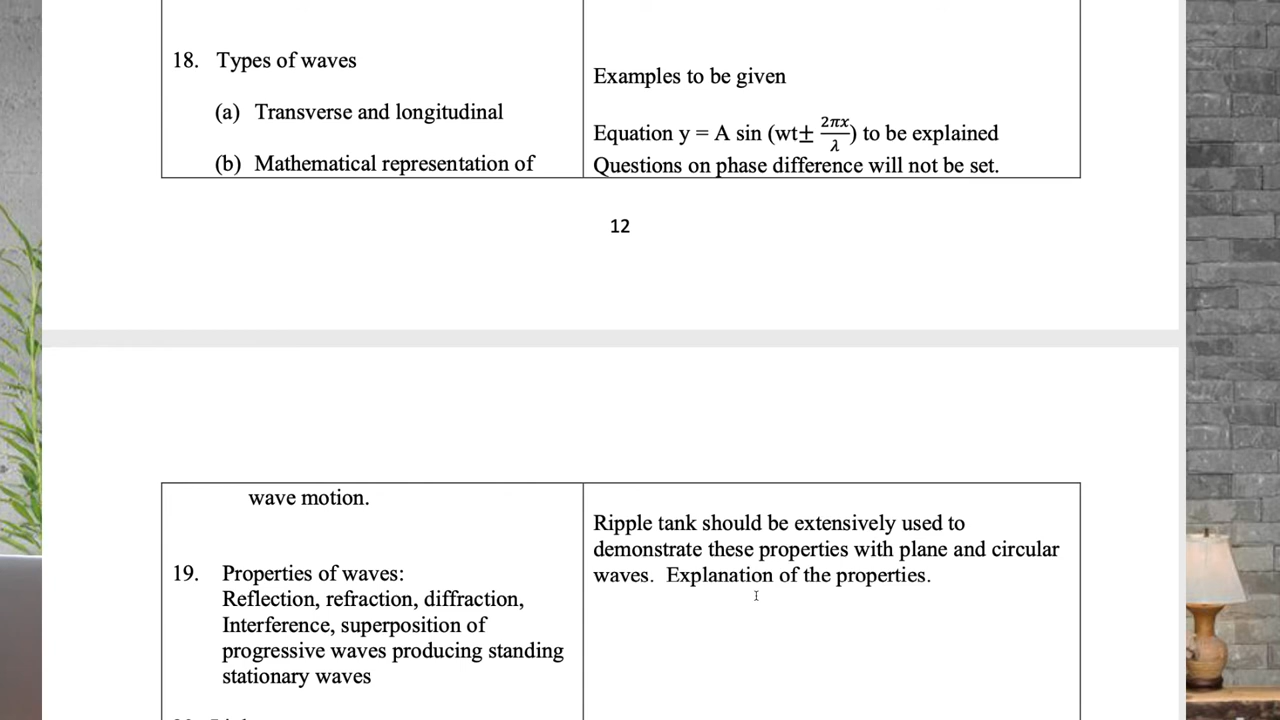 18. Types of waves
(a) Transverse and longitudinal
(b) Mathematical representation of
Examples to be given
Equation y = A sin (wt± 2πx/λ) to be explained
Questions on phase difference will not be set.
12
wave motion.
19. Properties of waves:
Reflection, refraction, diffraction,
Interference, superposition of
progressive waves producing standing
stationary waves
Ripple tank should be extensively used to
demonstrate these properties with plane and circular
waves. Explanation of the properties.